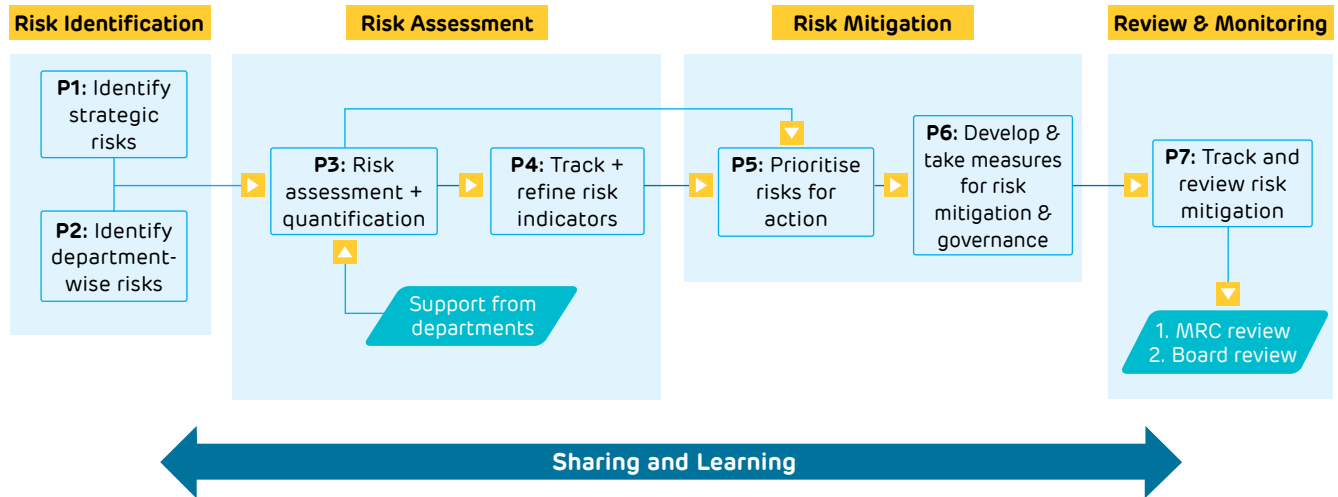 Risk Identification
Risk Assessment
Risk Mitigation
Review & Monitoring
P1: Identify
strategic
risks
P2: Identify
department-
wise risks
P3: Risk
assessment +
quantification
P4: Track +
refine risk
indicators
Support from
departments
P5: Prioritise
risks for
action
P6: Develop &
take measures
for risk
mitigation &
governance
P7: Track and
review risk
mitigation
1. MRC review
2. Board review
Sharing and Learning